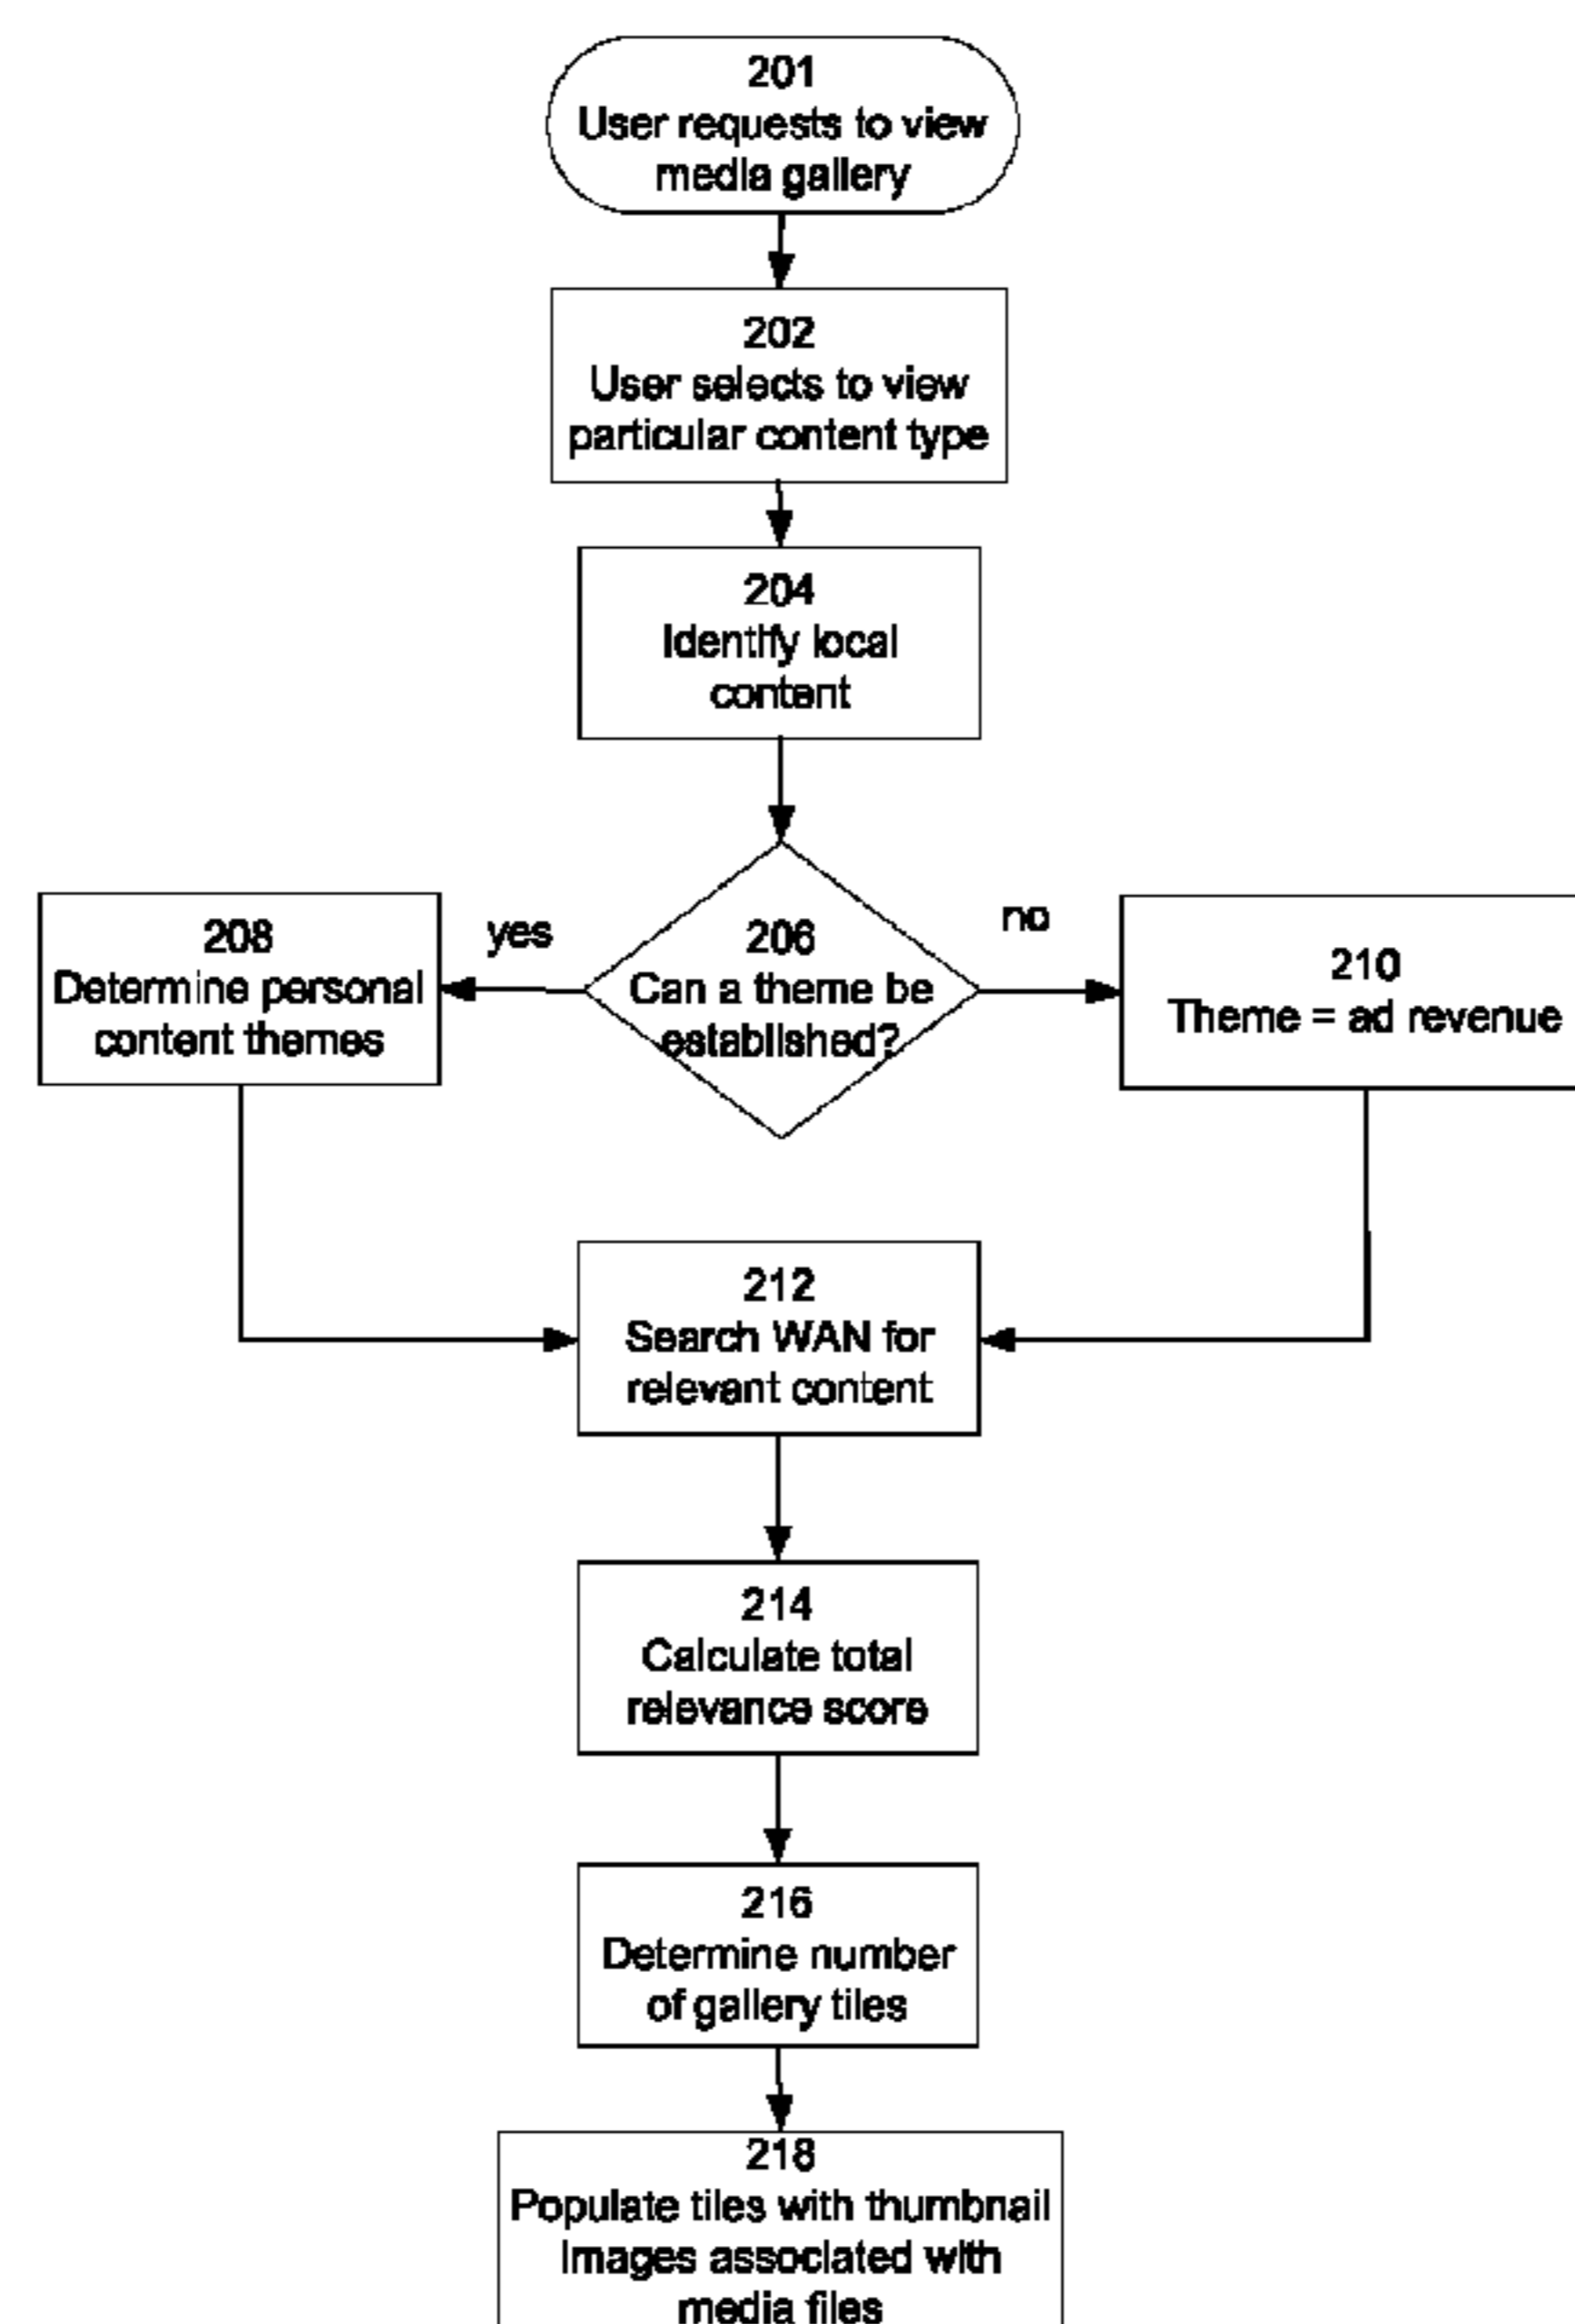 201
User requests to view
media gallery
202
User selects to view
particular content type
204
Identify local
content
206
Can a theme be
established?
yes
no
208
Determine personal
content themes
210
Theme = ad revenue
212
Search WAN for
relevant content
214
Calculate total
relevance score
216
Determine number
of gallery tiles
218
Populate tiles with thumbnail
Images associated with
media files